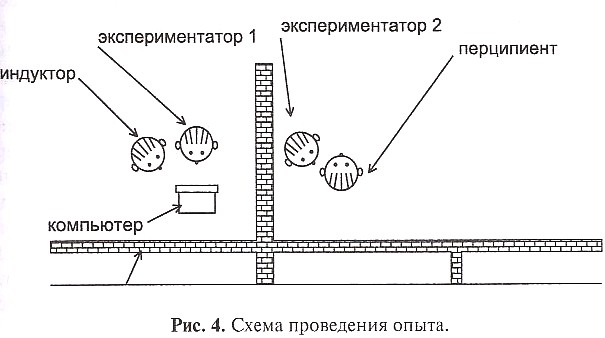 экспериментатор 2
экспериментатор 1
перципиент
индуктор
компьютер
Рис. 4. Схема проведения опыта.